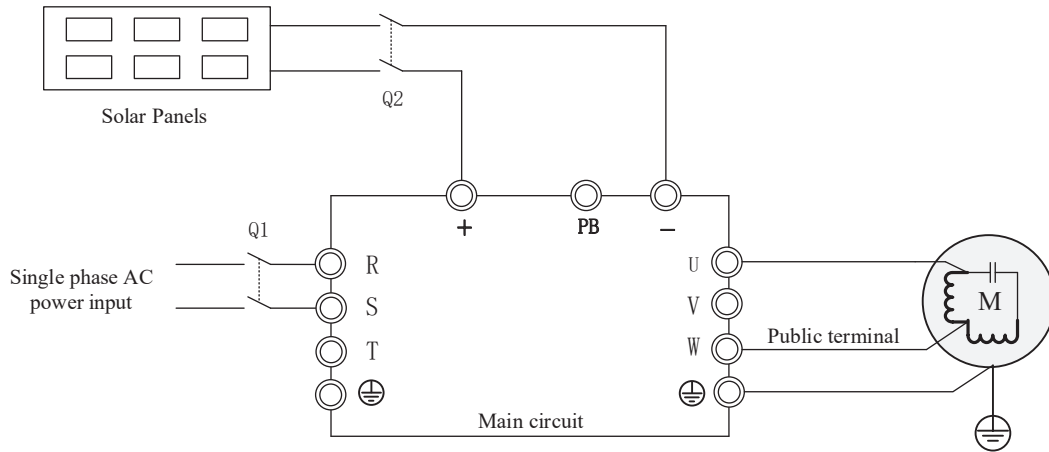 Solar Panels
Q2
+
PB
−
Q1
Single phase AC
power input
R
S
T
U
V
W
Public terminal
M
Main circuit